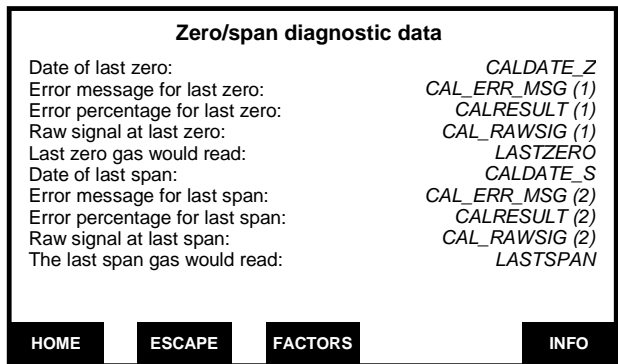 Zero/span diagnostic data
Date of last zero: CALDATE_Z
Error message for last zero: CAL_ERR_MSG (1)
Error percentage for last zero: CALRESULT (1)
Raw signal at last zero: CAL_RAWSIG (1)
Last zero gas would read: LASTZERO
Date of last span: CALDATE_S
Error message for last span: CAL_ERR_MSG (2)
Error percentage for last span: CALRESULT (2)
Raw signal at last span: CAL_RAWSIG (2)
The last span gas would read: LASTSPAN
HOME ESCAPE FACTORS INFO